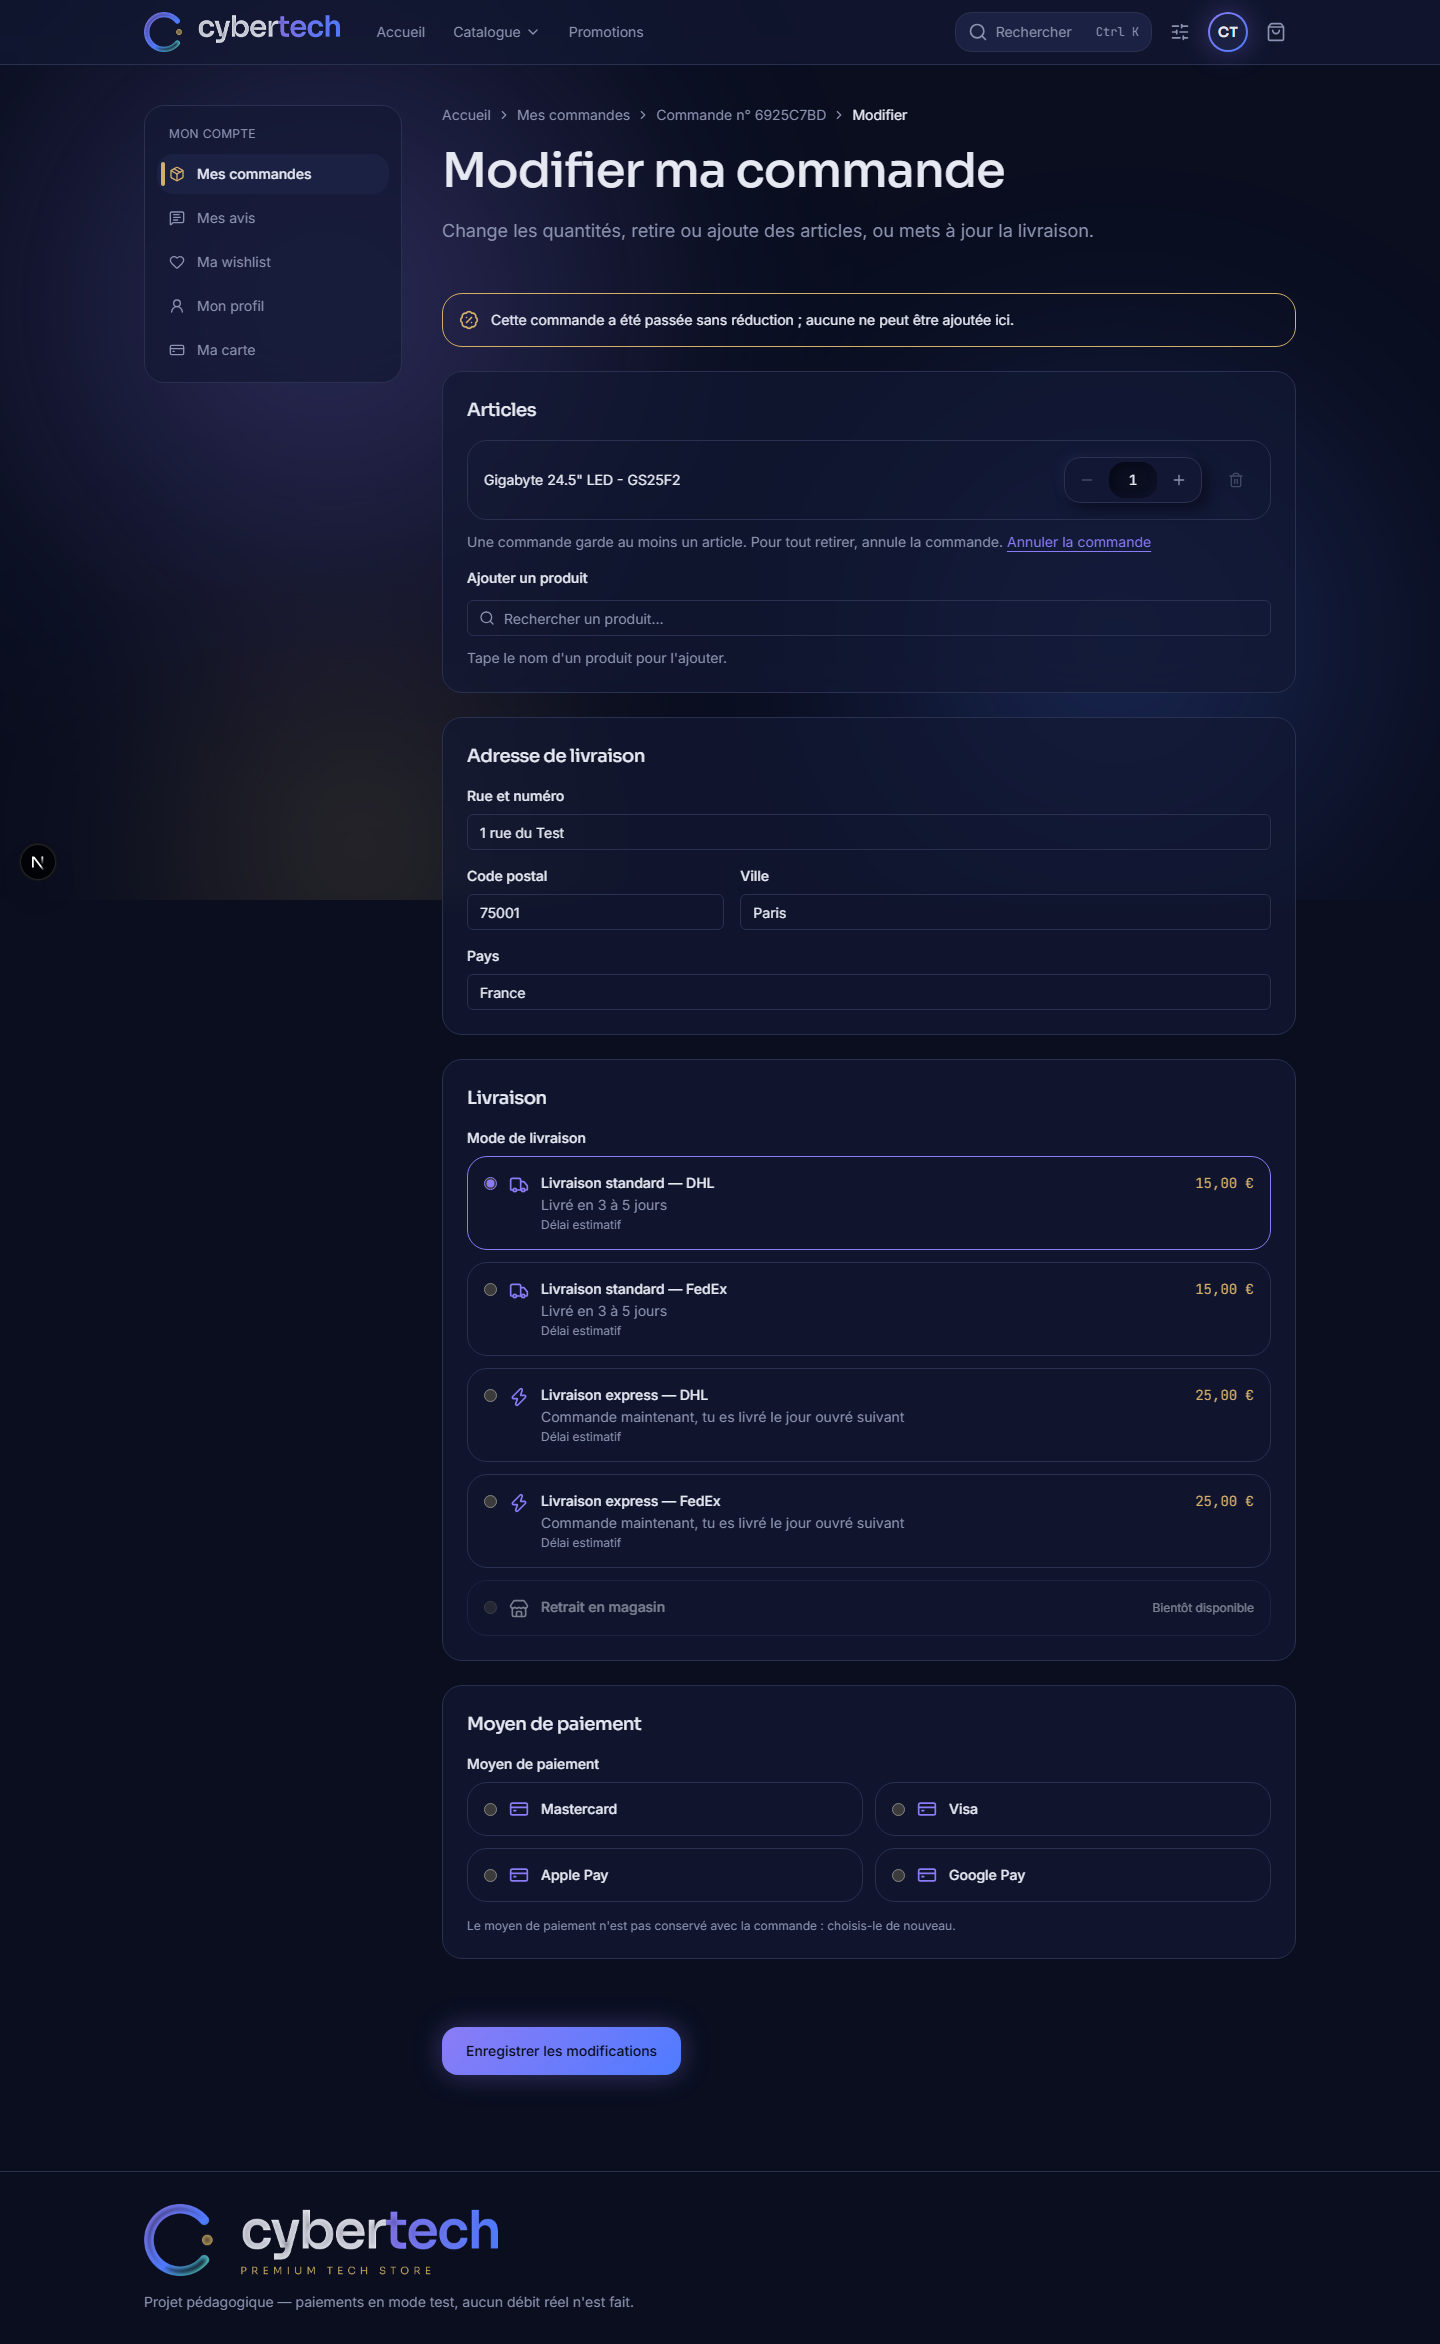 cybertech
Accueil
Catalogue
Promotions
Rechercher
Ctrl K
CT
MON COMPTE
Mes commandes
Mes avis
Ma wishlist
Mon profil
Ma carte
Accueil > Mes commandes > Commande n° 6925C7BD > Modifier
Modifier ma commande
Change les quantités, retire ou ajoute des articles, ou mets à jour la livraison.
Cette commande a été passée sans réduction ; aucune ne peut être ajoutée ici.
Articles
Gigabyte 24.5" LED - GS25F2
1
Une commande garde au moins un article. Pour tout retirer, annule la commande. Annuler la commande
Ajouter un produit
Rechercher un produit...
Tape le nom d'un produit pour l'ajouter.
Adresse de livraison
Rue et numéro
1 rue du Test
Code postal
Ville
75001
Paris
Pays
France
N
Livraison
Mode de livraison
Livraison standard — DHL
15,00 €
Livré en 3 à 5 jours
Délai estimatif
Livraison standard — FedEx
15,00 €
Livré en 3 à 5 jours
Délai estimatif
Livraison express — DHL
25,00 €
Commande maintenant, tu es livré le jour ouvré suivant
Délai estimatif
Livraison express — FedEx
25,00 €
Commande maintenant, tu es livré le jour ouvré suivant
Délai estimatif
Retrait en magasin
Bientôt disponible
Moyen de paiement
Moyen de paiement
Mastercard
Visa
Apple Pay
Google Pay
Le moyen de paiement n'est pas conservé avec la commande : choisis-le de nouveau.
Enregistrer les modifications
cybertech
PREMIUM TECH STORE
Projet pédagogique — paiements en mode test, aucun débit réel n'est fait.